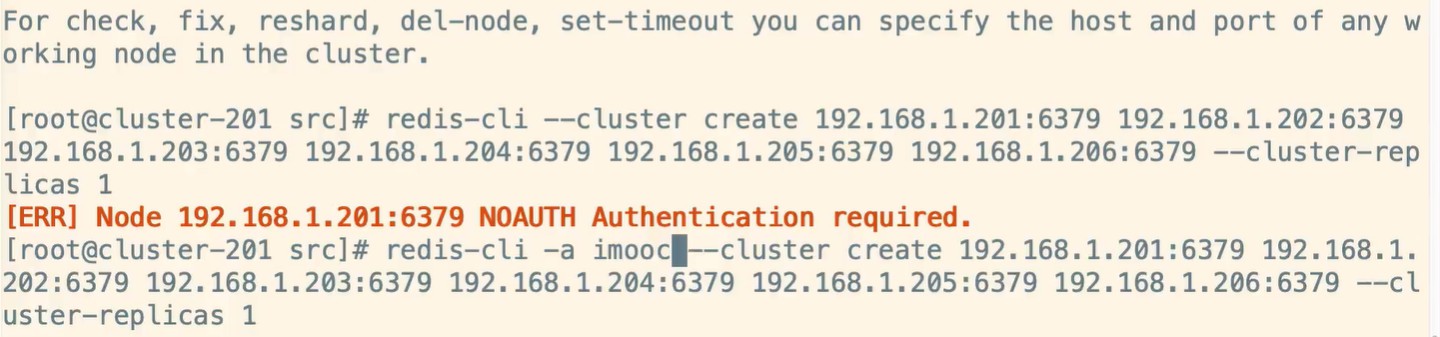 For check, fix, reshard, del-node, set-timeout you can specify the host and port of any w
orking node in the cluster.
[root@cluster-201 src]# redis-cli --cluster create 192.168.1.201:6379 192.168.1.202:6379
192.168.1.203:6379 192.168.1.204:6379 192.168.1.205:6379 192.168.1.206:6379 --cluster-rep
licas 1
[ERR] Node 192.168.1.201:6379 NOAUTH Authentication required.
[root@cluster-201 src]# redis-cli -a imooc --cluster create 192.168.1.201:6379 192.168.1.
202:6379 192.168.1.203:6379 192.168.1.204:6379 192.168.1.205:6379 192.168.1.206:6379 --cl
uster-replicas 1